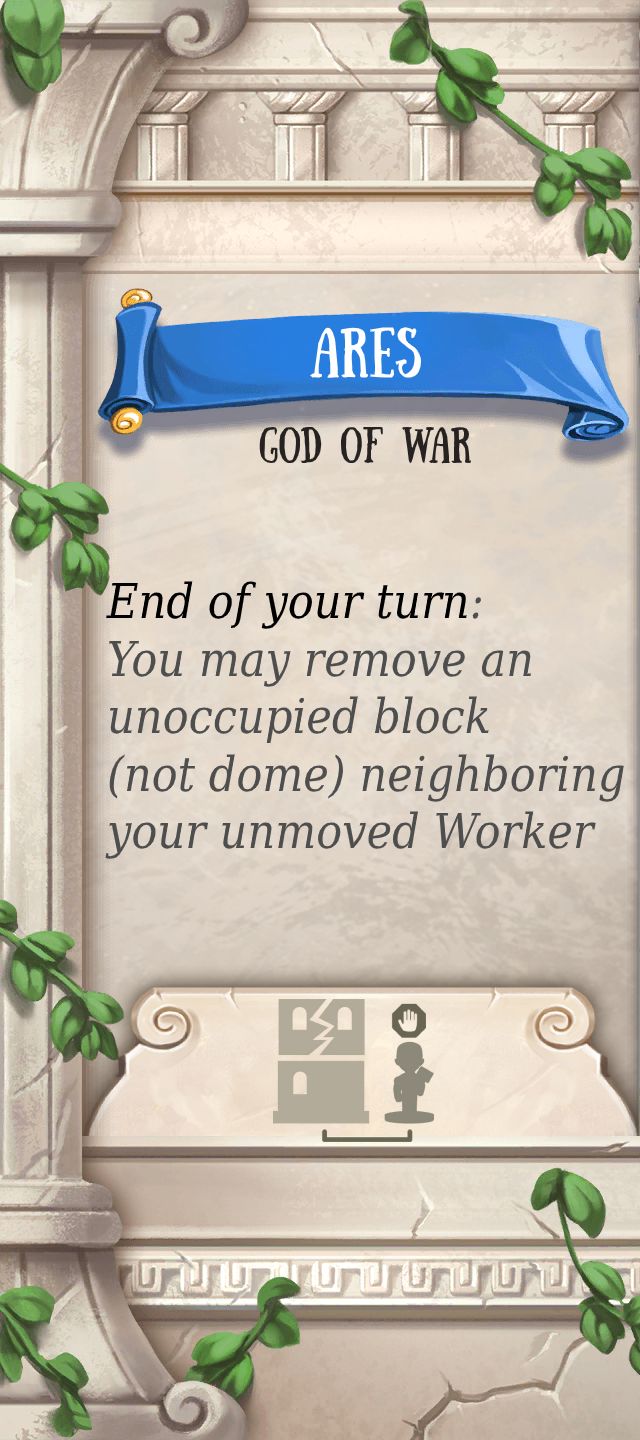 ARES
GOD OF WAR
End of your turn:
You may remove an
unoccupied block
(not dome) neighboring
your unmoved Worker